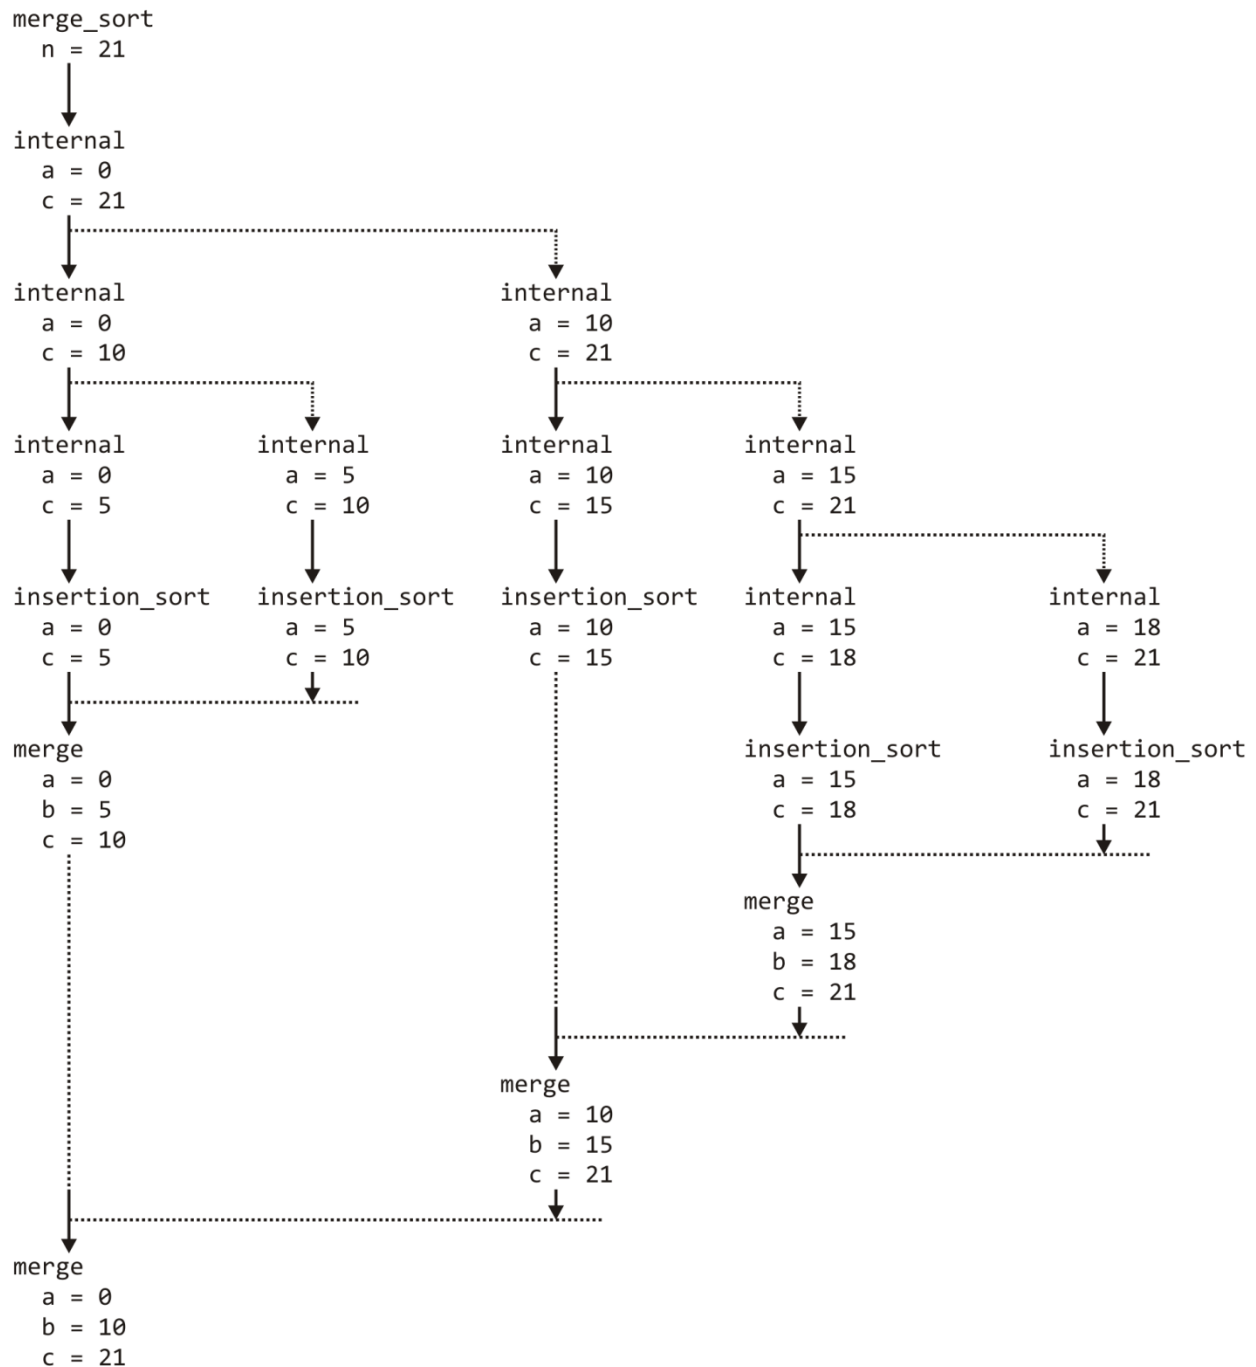 merge_sort
n = 21
internal
a = 0
c = 21
internal
a = 0
c = 10
internal
a = 10
c = 21
internal
a = 0
c = 5
internal
a = 5
c = 10
internal
a = 10
c = 15
internal
a = 15
c = 21
insertion_sort
a = 0
c = 5
insertion_sort
a = 5
c = 10
insertion_sort
a = 10
c = 15
internal
a = 15
c = 18
internal
a = 18
c = 21
merge
a = 0
b = 5
c = 10
insertion_sort
a = 15
c = 18
insertion_sort
a = 18
c = 21
merge
a = 15
b = 18
c = 21
merge
a = 10
b = 15
c = 21
merge
a = 0
b = 10
c = 21